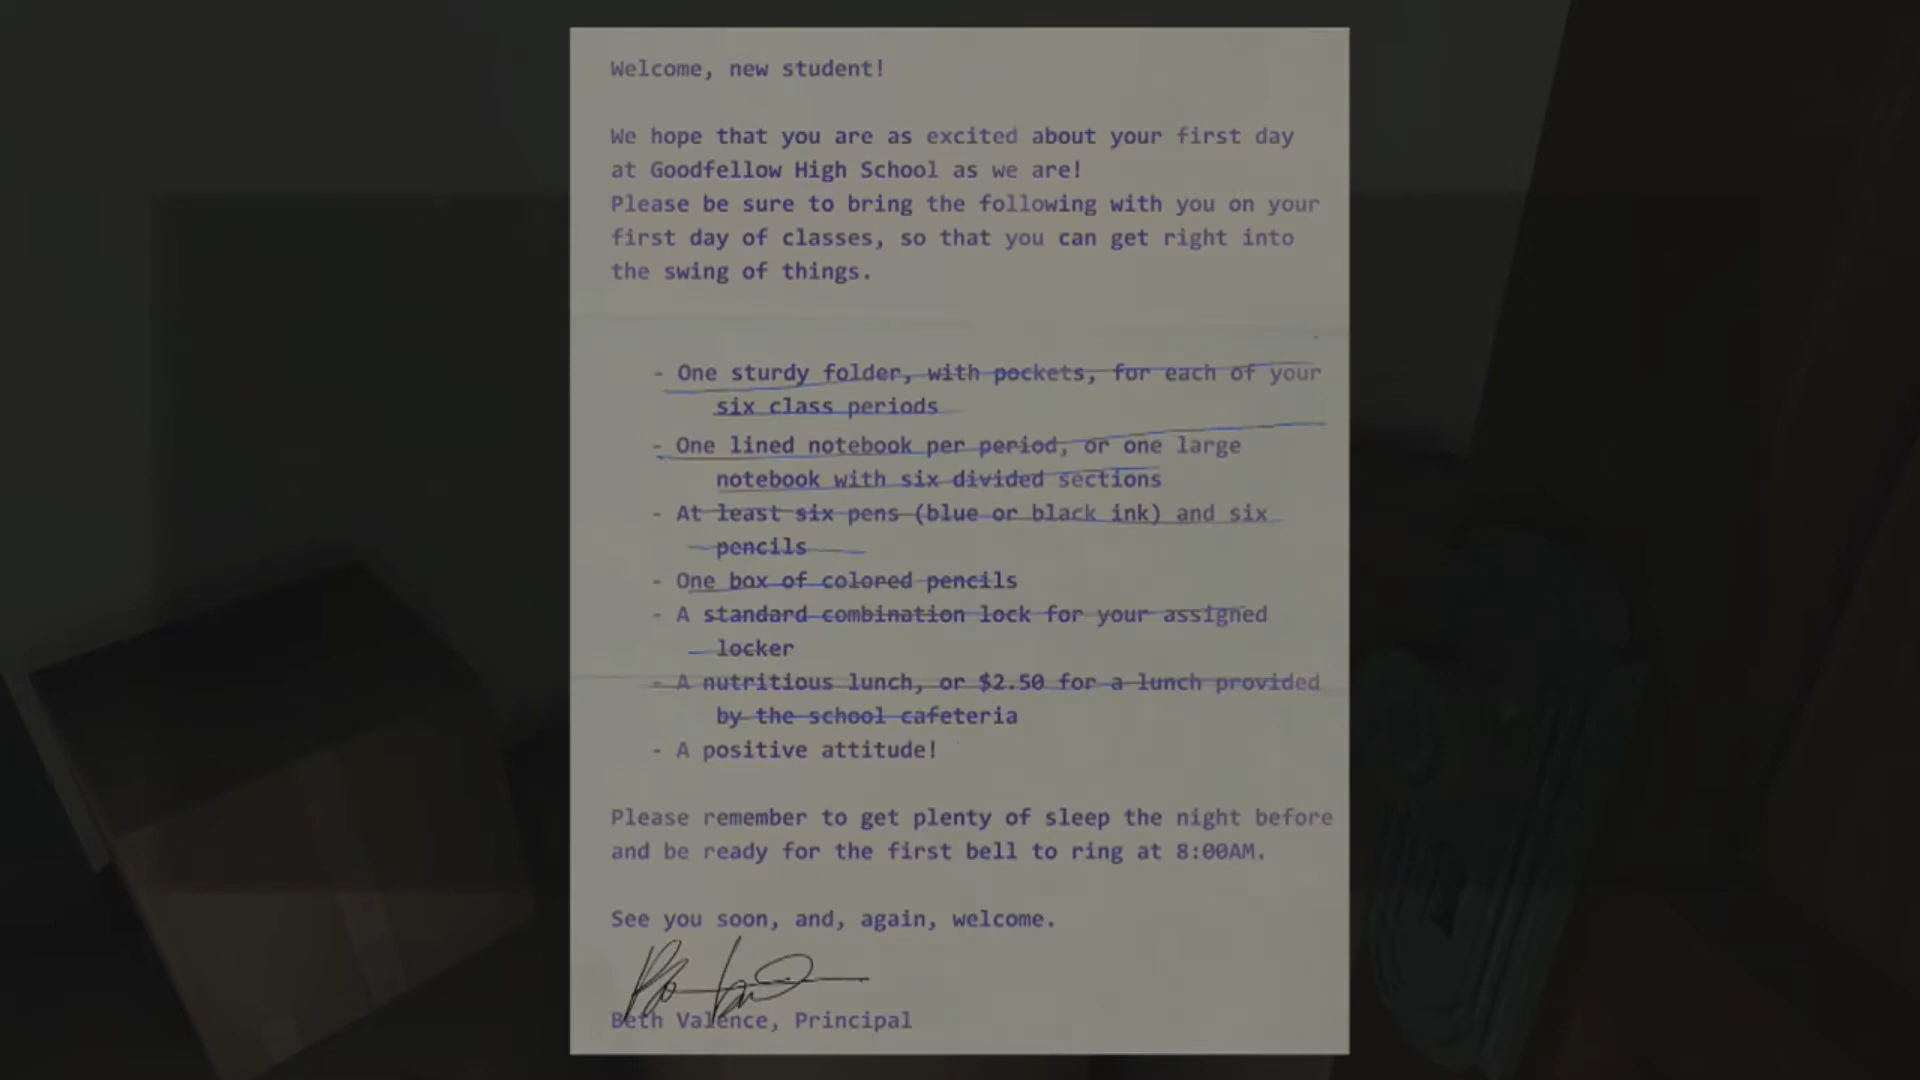 Welcome, new student!
We hope that you are as excited about your first day
at Goodfellow High School as we are!
Please be sure to bring the following with you on your
first day of classes, so that you can get right into
the swing of things.
- One sturdy folder, with pockets, for each of your
six class periods
- One lined notebook per period, or one large
notebook with six divided sections
- At least six pens (blue or black ink) and six
pencils
- One box of colored pencils
- A standard combination lock for your assigned
locker
- A nutritious lunch, or $2.50 for a lunch provided
by the school cafeteria
- A positive attitude!
Please remember to get plenty of sleep the night before
and be ready for the first bell to ring at 8:00AM.
See you soon, and, again, welcome.
Beth Valence, Principal